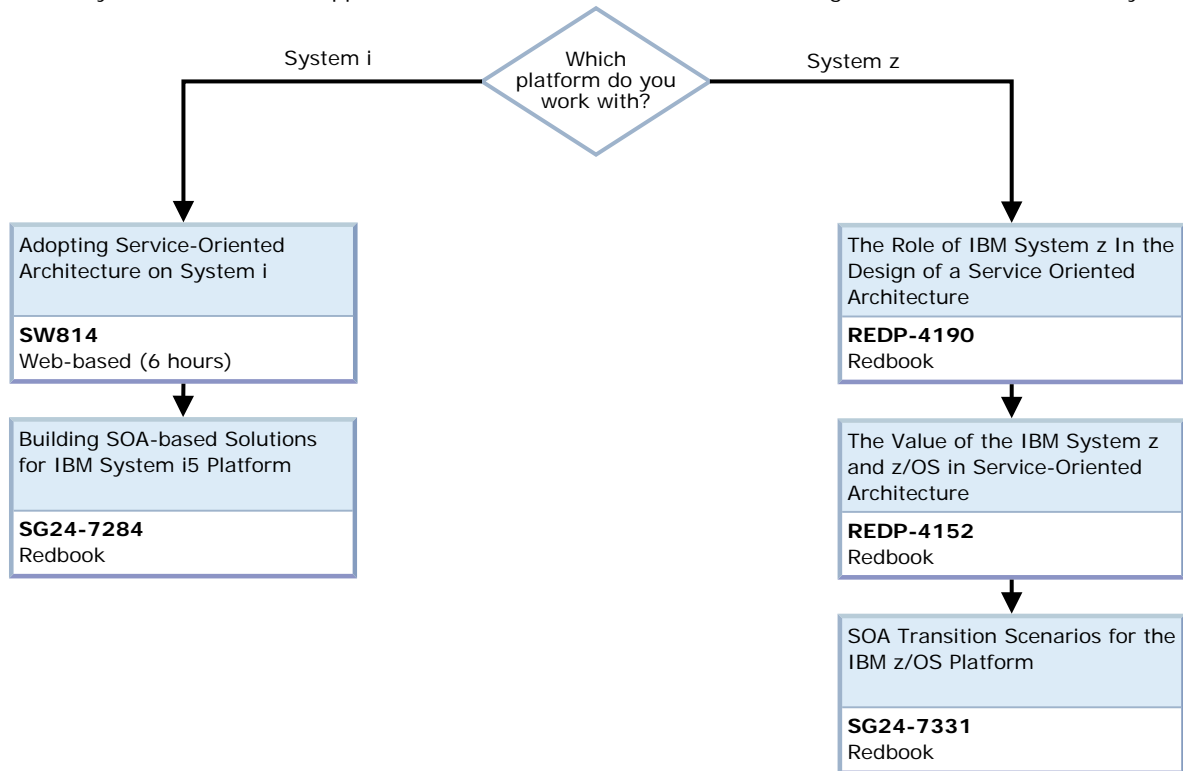 System i
Which
platform do you
work with?
System z
Adopting Service-Oriented
Architecture on System i
SW814
Web-based (6 hours)
Building SOA-based Solutions
for IBM System i5 Platform
SG24-7284
Redbook
The Role of IBM System z In the
Design of a Service Oriented
Architecture
REDP-4190
Redbook
The Value of the IBM System z
and z/OS in Service-Oriented
Architecture
REDP-4152
Redbook
SOA Transition Scenarios for the
IBM z/OS Platform
SG24-7331
Redbook